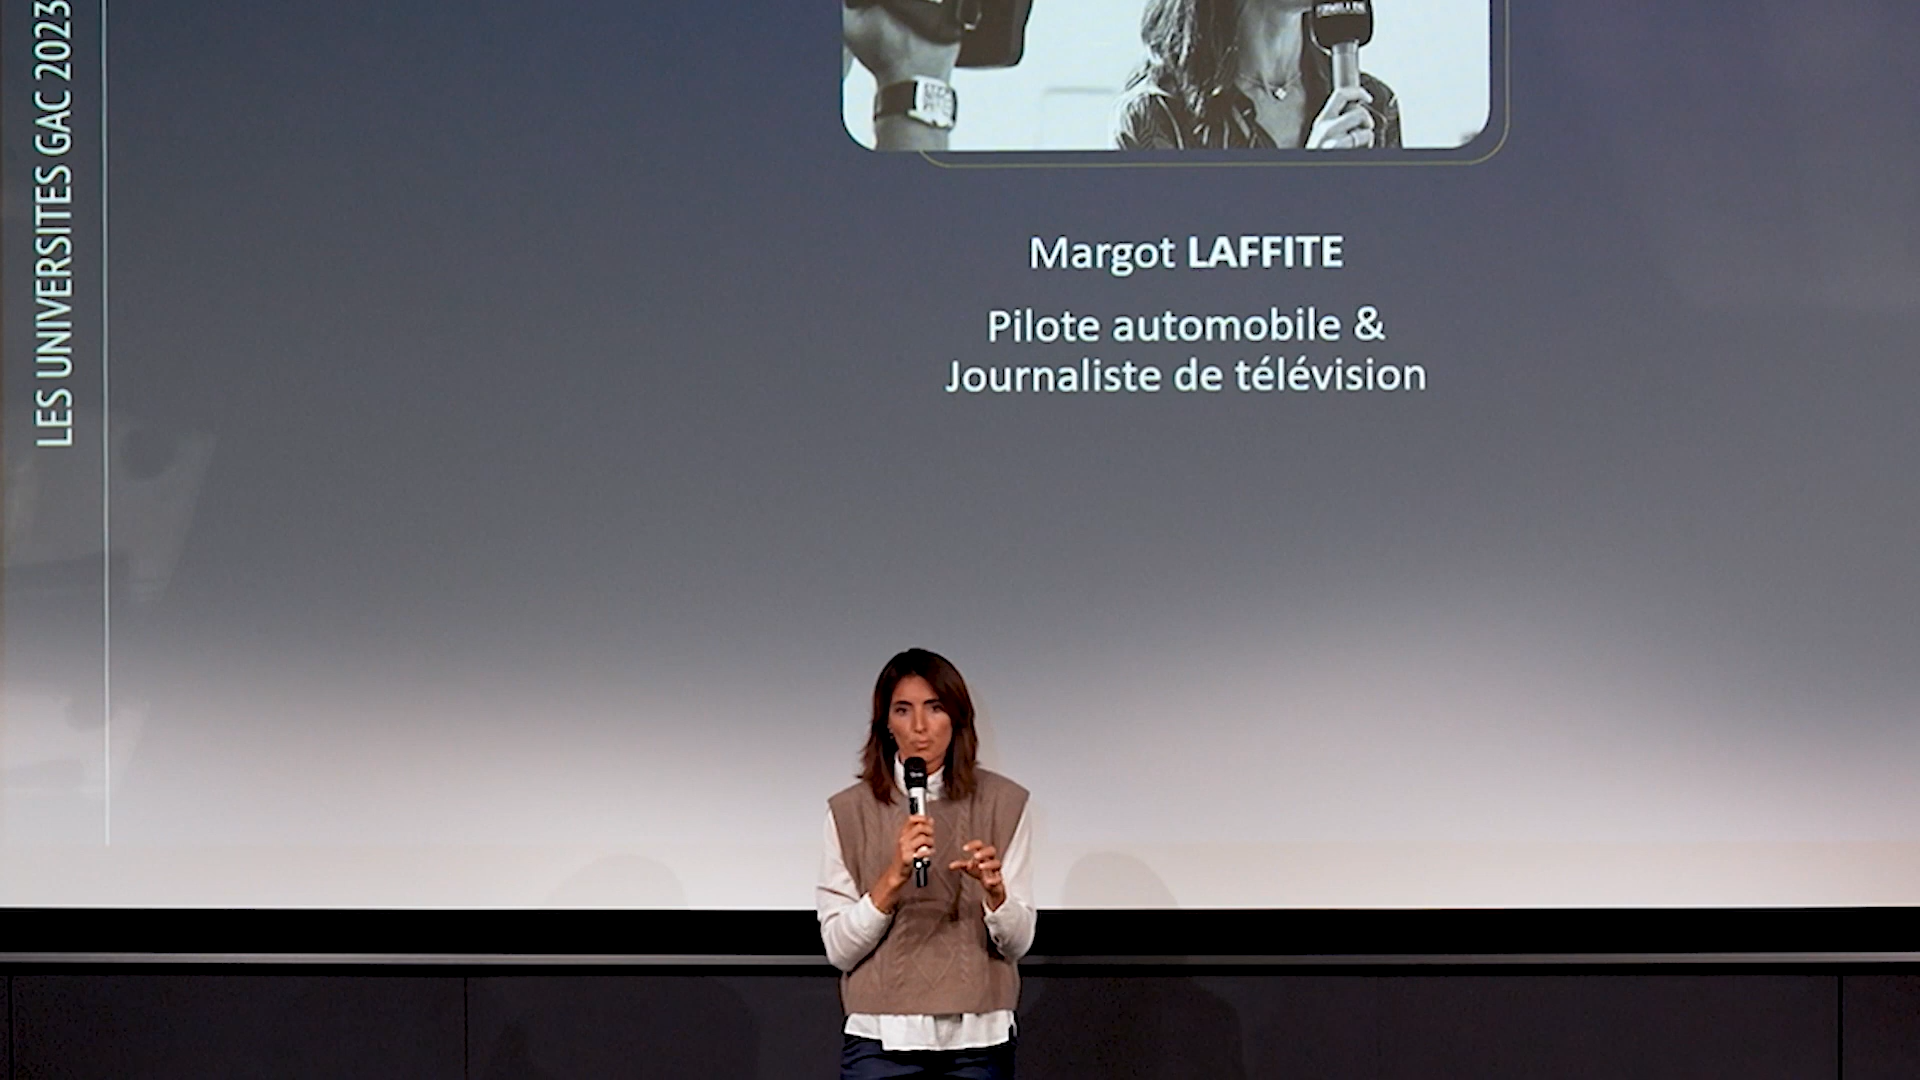 LES UNIVERSITES GAC 2023
Margot LAFFITE
Pilote automobile &
Journaliste de télévision